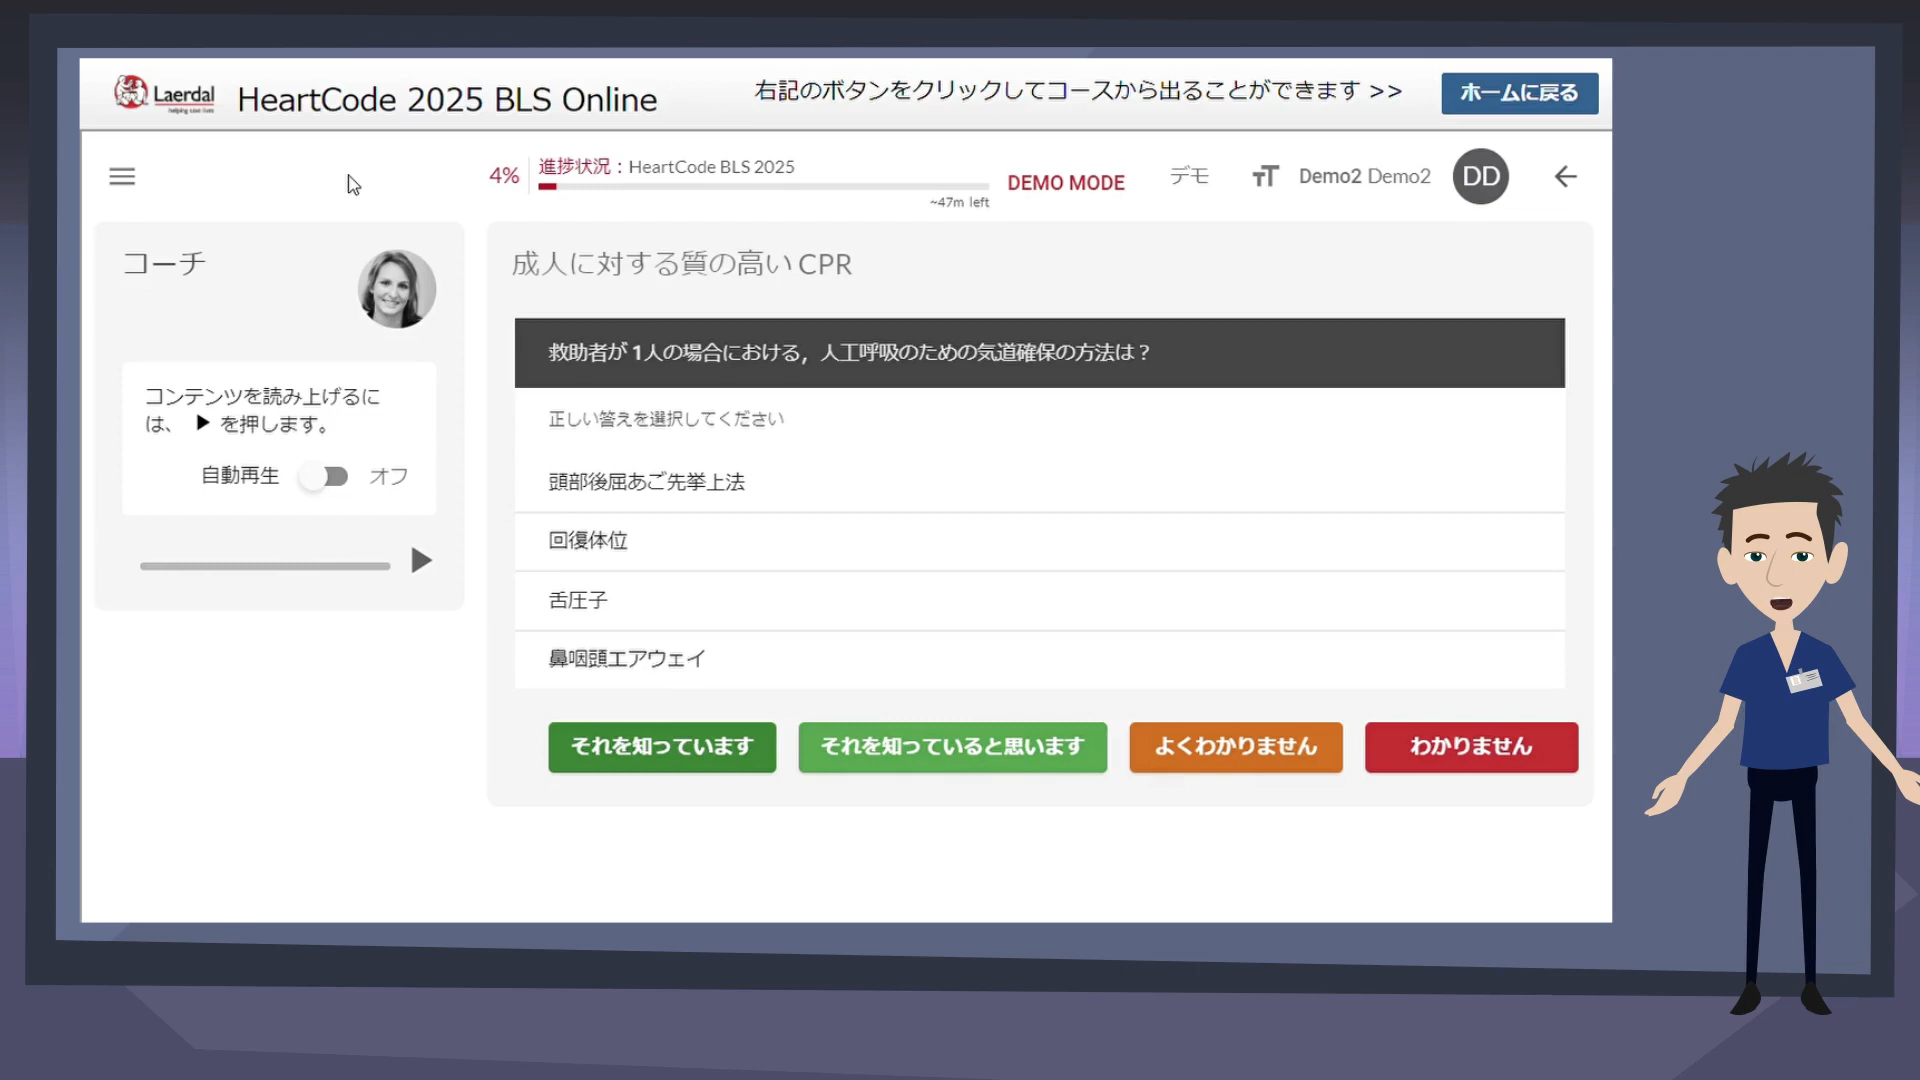 Laerdal
helping save lives
HeartCode 2025 BLS Online
右記のボタンをクリックしてコースから出ることができます >>
ホームに戻る
4%
進捗状況：HeartCode BLS 2025
~47m left
DEMO MODE
デモ
Demo2 Demo2
DD
コーチ
コンテンツを読み上げるに
は、 ▶ を押します。
自動再生
オフ
成人に対する質の高い CPR
救助者が 1人の場合における，人工呼吸のための気道確保の方法は？
正しい答えを選択してください
頭部後屈あご先挙上法
回復体位
舌圧子
鼻咽頭エアウェイ
それを知っています
それを知っていると思います
よくわかりません
わかりません